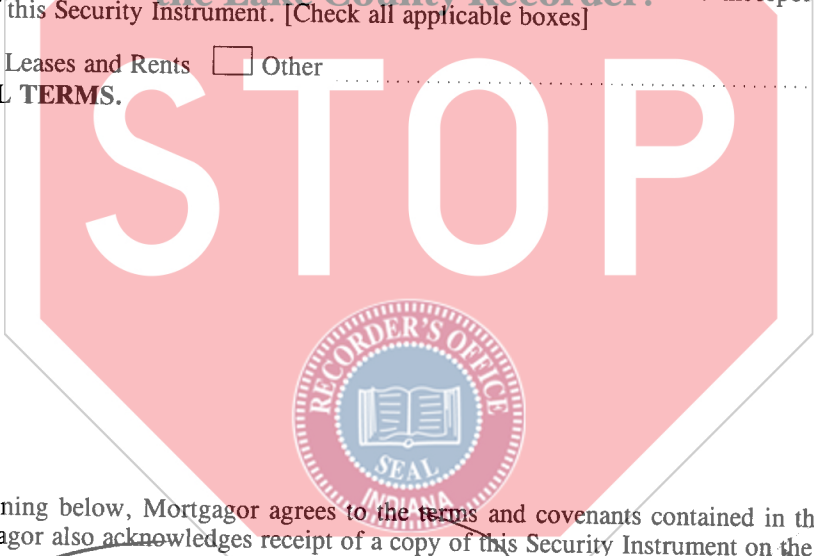 the Lake County Recorder!
this Security Instrument. [Check all applicable boxes]
Leases and Rents Other
L TERMS.
STOP
RECORDER'S OFFICE
SEAL
INDIANA
ning below, Mortgagor agrees to the terms and covenants contained in th
agor also acknowledges receipt of a copy of this Security Instrument on the